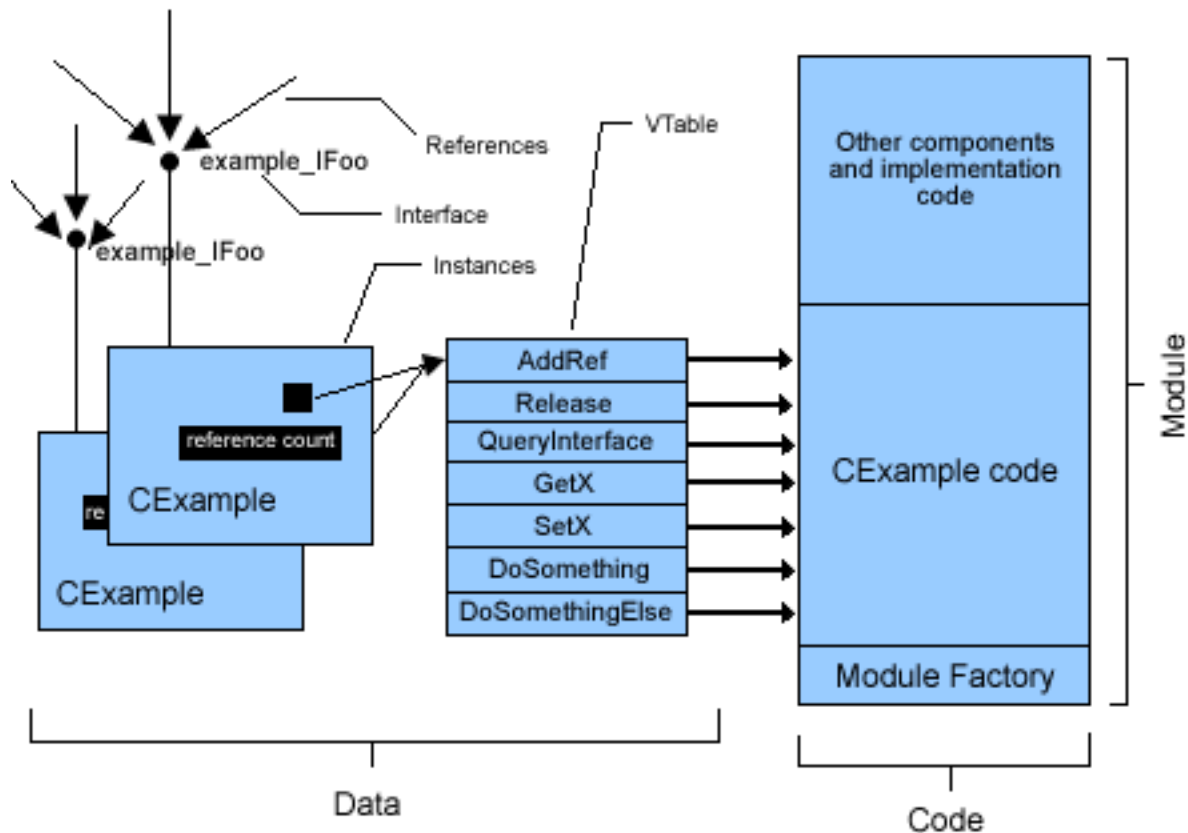 References
example_IFoo
Interface
example_IFoo
Instances
reference count
CExample
re
CExample
VTable
AddRef
Release
QueryInterface
GetX
SetX
DoSomething
DoSomethingElse
Other components
and implementation
code
CExample code
Module Factory
Module
Data
Code